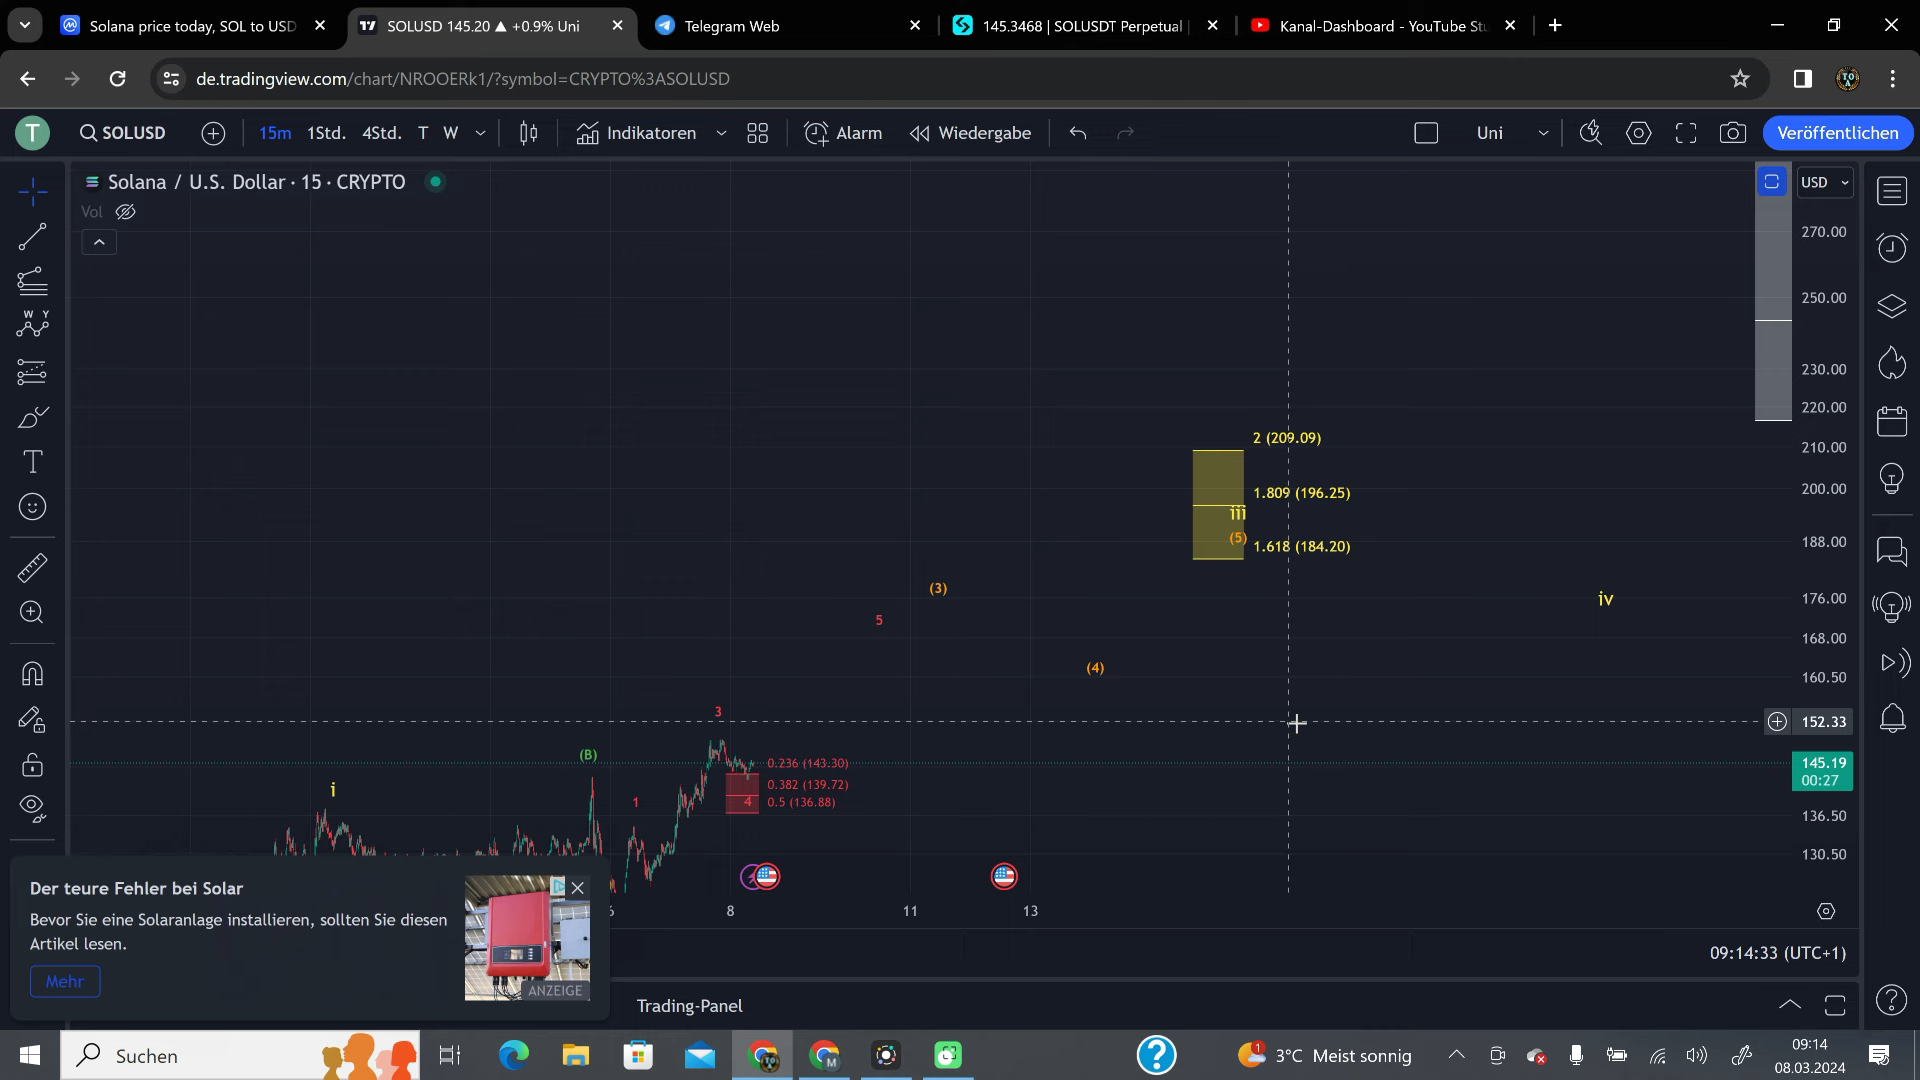 Solana price today, SOL to USD
SOLUSD 145.20 ▲ +0.9% Uni
Telegram Web
145.3468 | SOLUSDT Perpetual |
Kanal-Dashboard - YouTube Stu
de.tradingview.com/chart/NROOERk1/?symbol=CRYPTO%3ASOLUSD
T
SOLUSD
15m 1Std. 4Std. T W
Indikatoren
Alarm
Wiedergabe
Uni
Veröffentlichen
Solana / U.S. Dollar · 15 · CRYPTO
USD
Vol
270.00
250.00
230.00
220.00
2 (209.09)
210.00
1.809 (196.25)
200.00
iii
(5)
1.618 (184.20)
188.00
(3)
iv
176.00
5
168.00
(4)
160.50
3
152.33
(B)
0.236 (143.30)
145.19
00:27
i
0.382 (139.72)
1
4
0.5 (136.88)
136.50
130.50
6
8
11
13
Der teure Fehler bei Solar
Bevor Sie eine Solaranlage installieren, sollten Sie diesen
Artikel lesen.
Mehr
ANZEIGE
09:14:33 (UTC+1)
Trading-Panel
Suchen
1
3°C Meist sonnig
09:14
08.03.2024